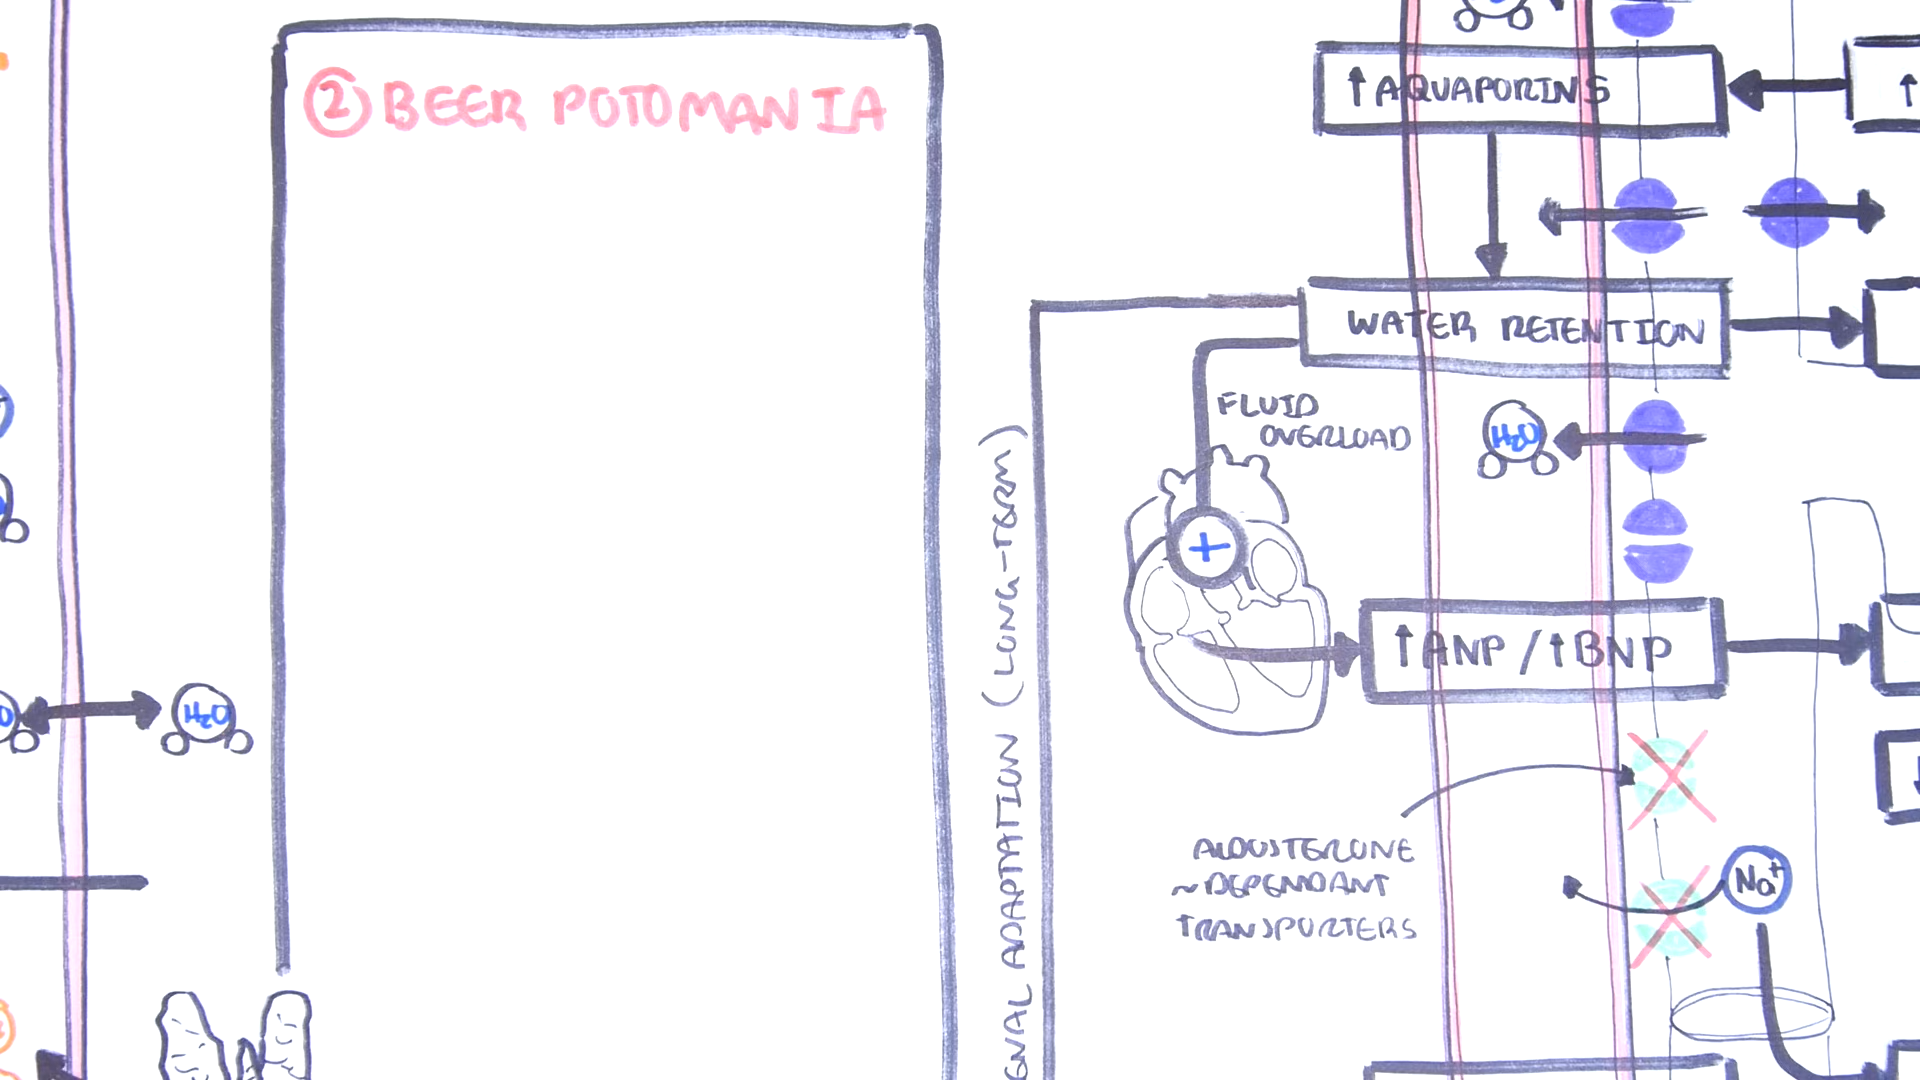 ② BEER POTOMANIA
↑ AQUAPORINS
↑
WATER RETENTION
FLUID
OVERLOAD
H₂O
+
↑ANP / ↑BNP
H₂O
ALDOSTERONE
~DEPENDANT
TRANSPORTERS
Na⁺
ADAPTATION (LONG-TERM)